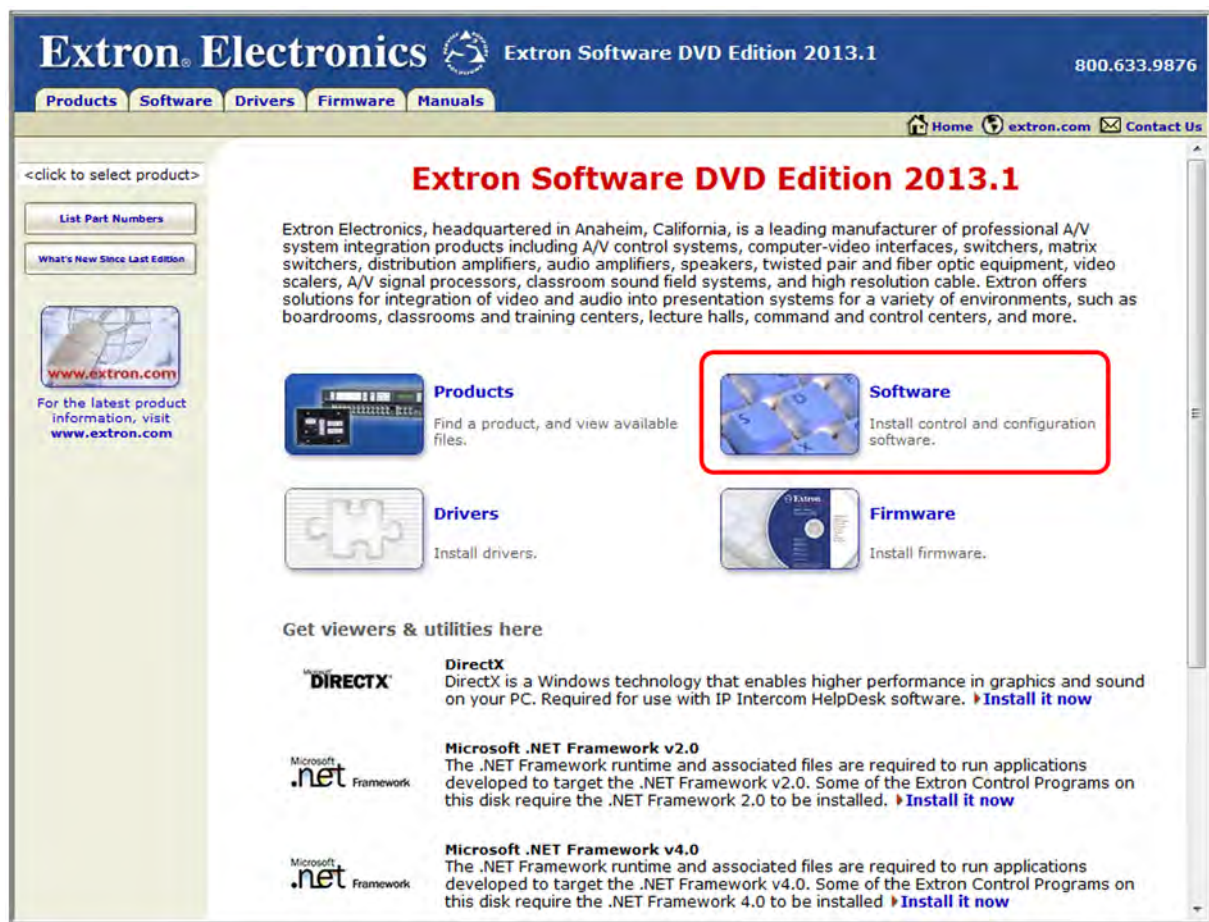 Extron® Electronics Extron Software DVD Edition 2013.1
800.633.9876
Products Software Drivers Firmware Manuals
Home extron.com Contact Us
<click to select product>
List Part Numbers
What's New Since Last Edition
www.extron.com
For the latest product
information, visit
www.extron.com
Extron Software DVD Edition 2013.1
Extron Electronics, headquartered in Anaheim, California, is a leading manufacturer of professional A/V
system integration products including A/V control systems, computer-video interfaces, switchers, matrix
switchers, distribution amplifiers, audio amplifiers, speakers, twisted pair and fiber optic equipment, video
scalers, A/V signal processors, classroom sound field systems, and high resolution cable. Extron offers
solutions for integration of video and audio into presentation systems for a variety of environments, such as
boardrooms, classrooms and training centers, lecture halls, command and control centers, and more.
Products
Find a product, and view available
files.
S D X
Software
Install control and configuration
software.
Drivers
Install drivers.
Extron
Firmware
Install firmware.
Get viewers & utilities here
Microsoft DIRECTX
DirectX
DirectX is a Windows technology that enables higher performance in graphics and sound
on your PC. Required for use with IP Intercom HelpDesk software. Install it now
Microsoft .net Framework
Microsoft .NET Framework v2.0
The .NET Framework runtime and associated files are required to run applications
developed to target the .NET Framework v2.0. Some of the Extron Control Programs on
this disk require the .NET Framework 2.0 to be installed. Install it now
Microsoft .net Framework
Microsoft .NET Framework v4.0
The .NET Framework runtime and associated files are required to run applications
developed to target the .NET Framework v4.0. Some of the Extron Control Programs on
this disk require the .NET Framework 4.0 to be installed Install it now